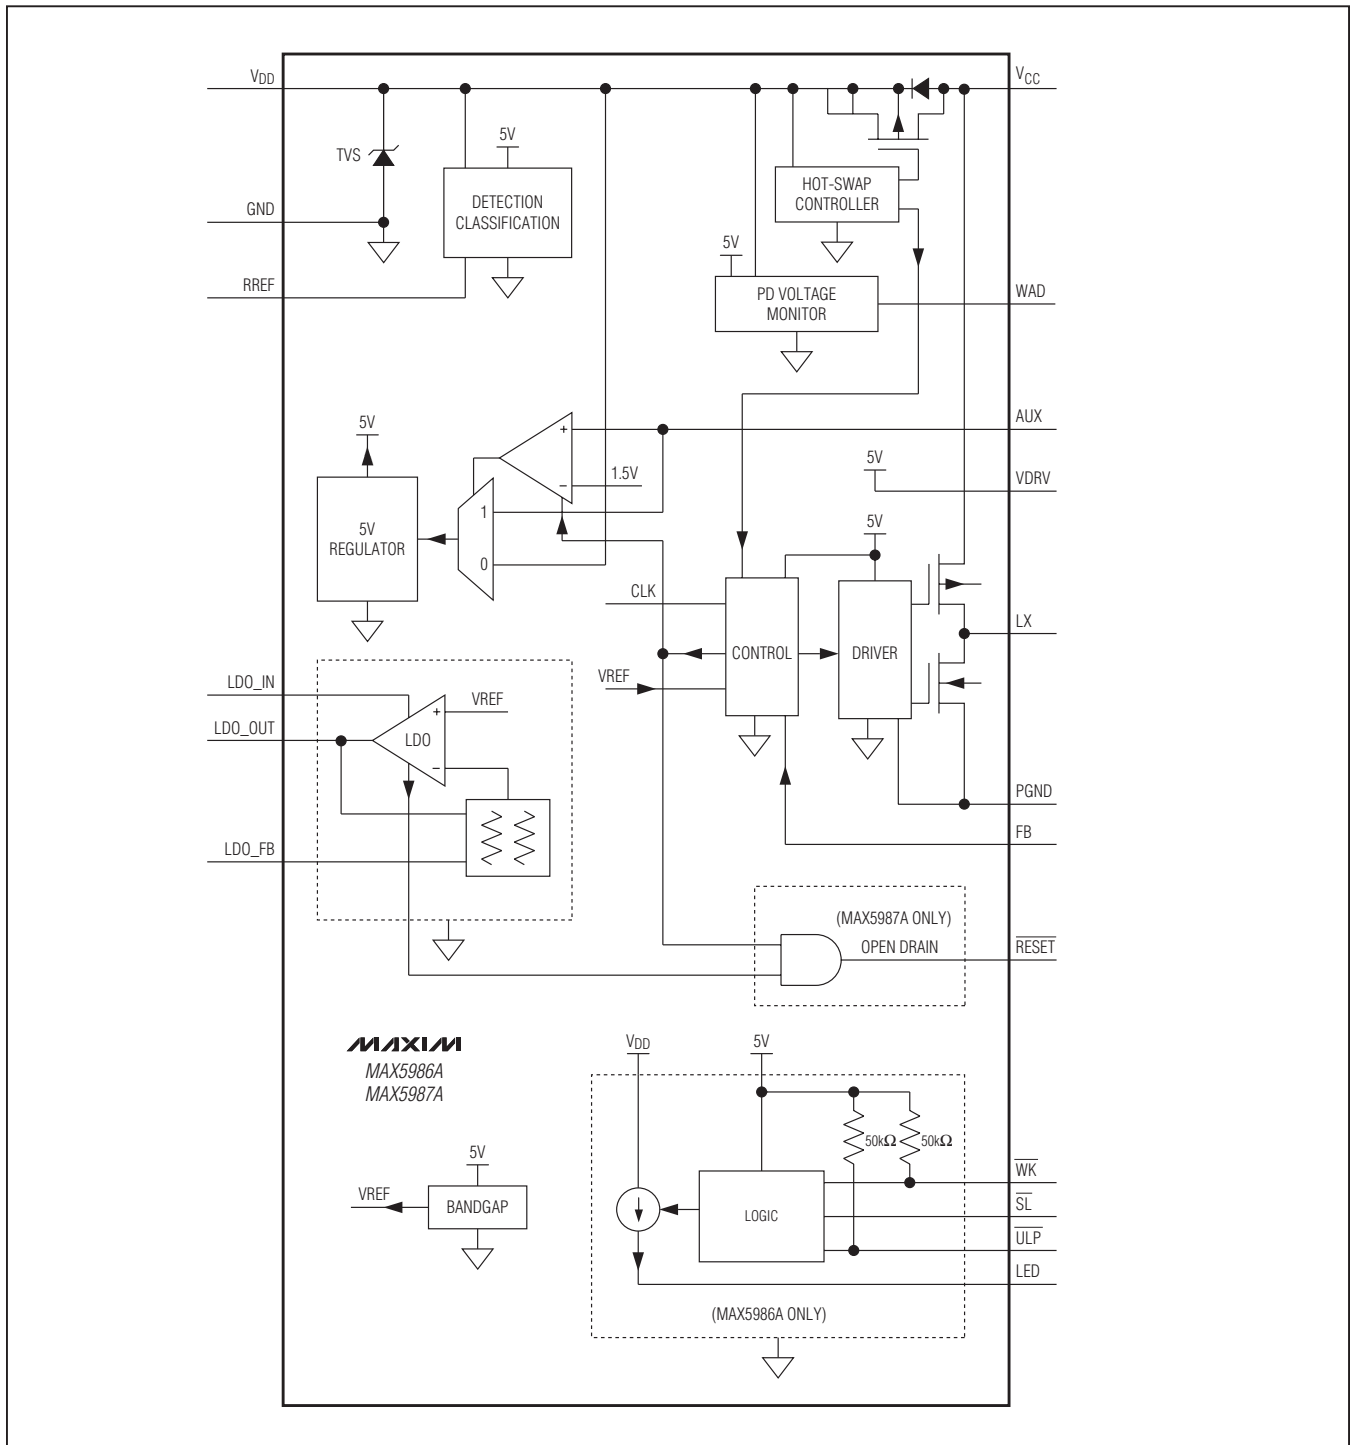 VDD
VCC
TVS
5V
DETECTION
CLASSIFICATION
HOT-SWAP
CONTROLLER
GND
5V
RREF
PD VOLTAGE
MONITOR
WAD
5V
+
AUX
1.5V
−
5V
VDRV
1
5V
REGULATOR
0
5V
CLK
CONTROL
DRIVER
LX
VREF
LDO_IN
VREF
+
LDO_OUT
LDO
−
PGND
FB
LDO_FB
(MAX5987A ONLY)
OPEN DRAIN
RESET
MAXIM
MAX5986A
MAX5987A
VDD
5V
50kΩ
50kΩ
5V
VREF
BANDGAP
LOGIC
WK
SL
ULP
LED
(MAX5986A ONLY)